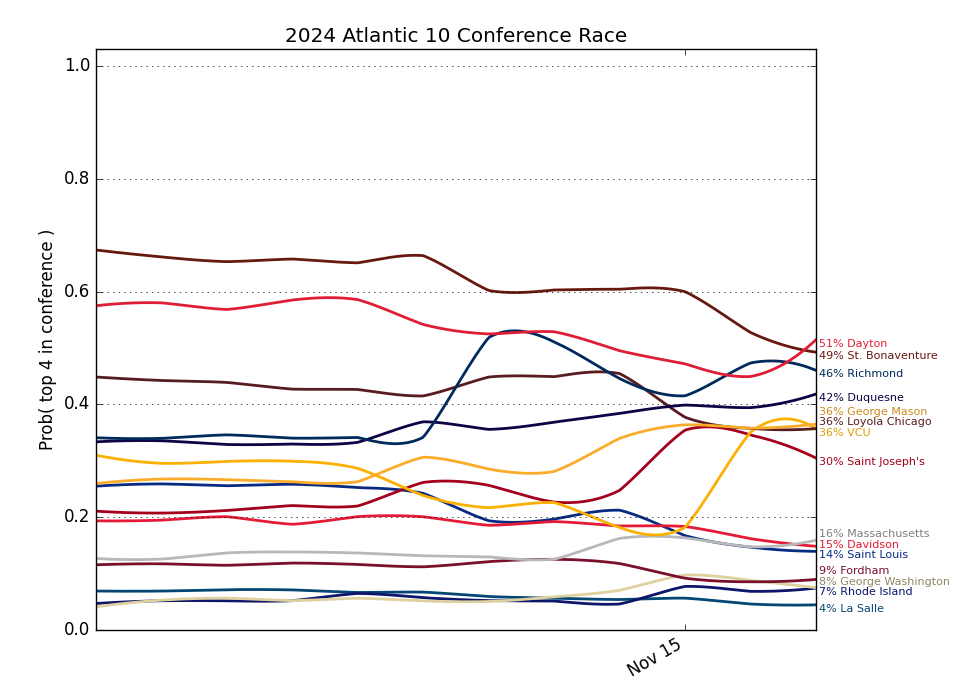 2024 Atlantic 10 Conference Race
Prob( top 4 in conference )
1.0
0.8
0.6
0.4
0.2
0.0
Nov 15
51% Dayton
49% St. Bonaventure
46% Richmond
42% Duquesne
36% George Mason
36% Loyola Chicago
36% VCU
30% Saint Joseph's
16% Massachusetts
15% Davidson
14% Saint Louis
9% Fordham
8% George Washington
7% Rhode Island
4% La Salle